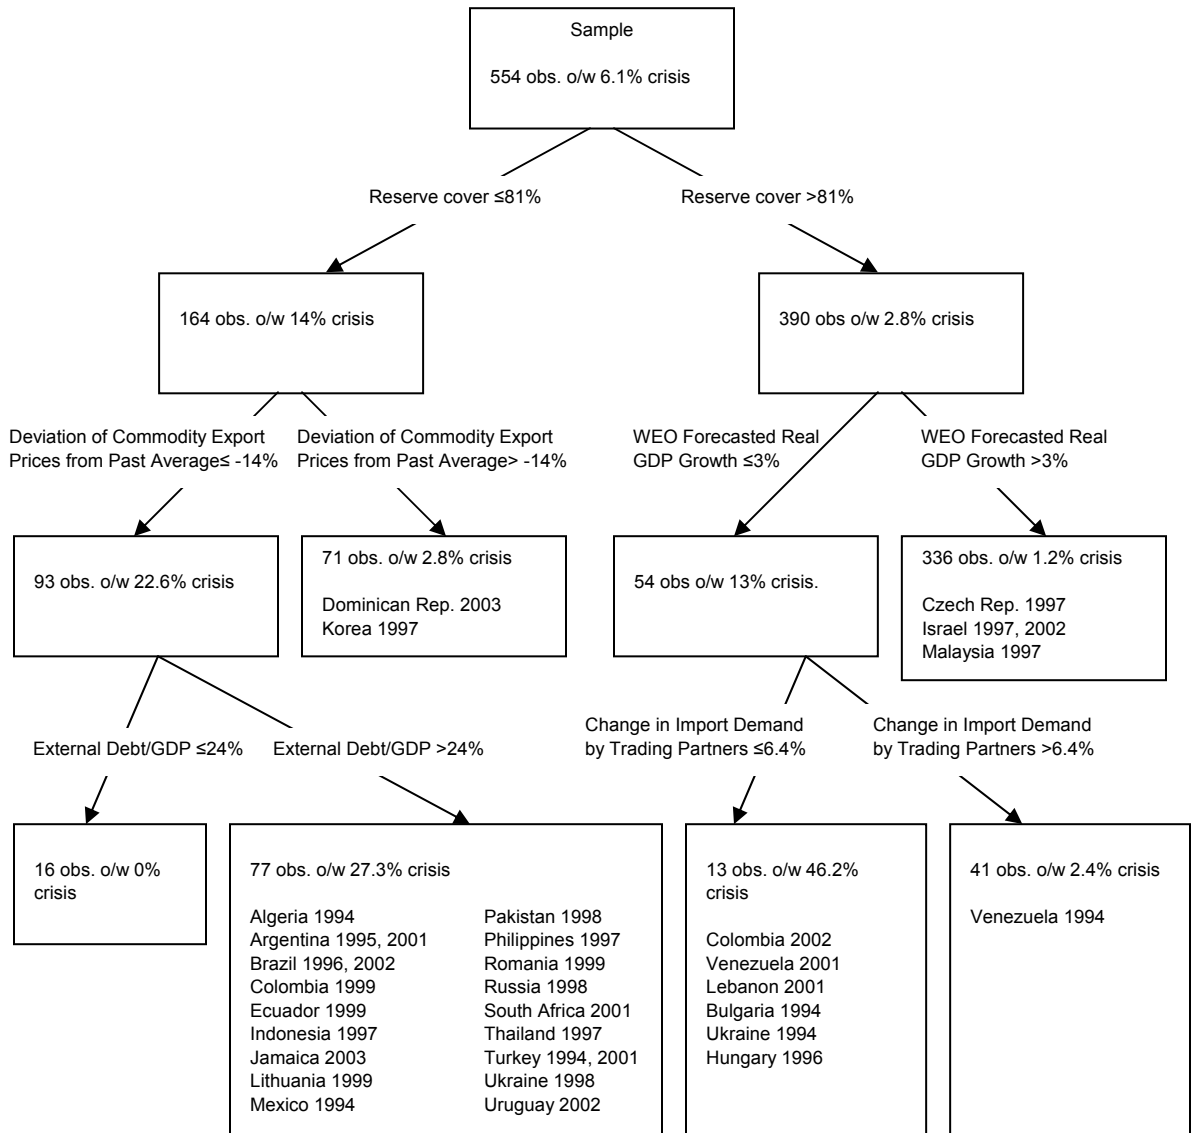 Sample
554 obs. o/w 6.1% crisis
Reserve cover ≤81%
Reserve cover >81%
164 obs. o/w 14% crisis
390 obs o/w 2.8% crisis
Deviation of Commodity Export
Prices from Past Average≤ -14%
Deviation of Commodity Export
Prices from Past Average> -14%
WEO Forecasted Real
GDP Growth ≤3%
WEO Forecasted Real
GDP Growth >3%
93 obs. o/w 22.6% crisis
71 obs. o/w 2.8% crisis
Dominican Rep. 2003
Korea 1997
54 obs o/w 13% crisis.
336 obs. o/w 1.2% crisis
Czech Rep. 1997
Israel 1997, 2002
Malaysia 1997
External Debt/GDP ≤24%
External Debt/GDP >24%
Change in Import Demand
by Trading Partners ≤6.4%
Change in Import Demand
by Trading Partners >6.4%
16 obs. o/w 0%
crisis
77 obs. o/w 27.3% crisis
Algeria 1994
Argentina 1995, 2001
Brazil 1996, 2002
Colombia 1999
Ecuador 1999
Indonesia 1997
Jamaica 2003
Lithuania 1999
Mexico 1994
Pakistan 1998
Philippines 1997
Romania 1999
Russia 1998
South Africa 2001
Thailand 1997
Turkey 1994, 2001
Ukraine 1998
Uruguay 2002
13 obs. o/w 46.2%
crisis
Colombia 2002
Venezuela 2001
Lebanon 2001
Bulgaria 1994
Ukraine 1994
Hungary 1996
41 obs. o/w 2.4% crisis
Venezuela 1994